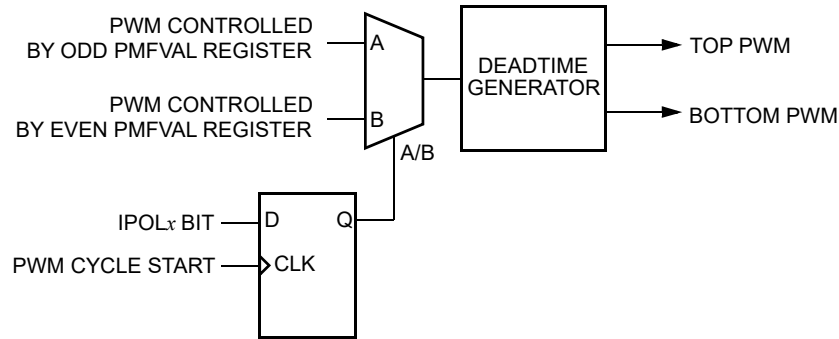 PWM CONTROLLED
BY ODD PMFVAL REGISTER
A
PWM CONTROLLED
BY EVEN PMFVAL REGISTER
B
A/B
DEADTIME
GENERATOR
TOP PWM
BOTTOM PWM
IPOLx BIT
D
Q
PWM CYCLE START
CLK